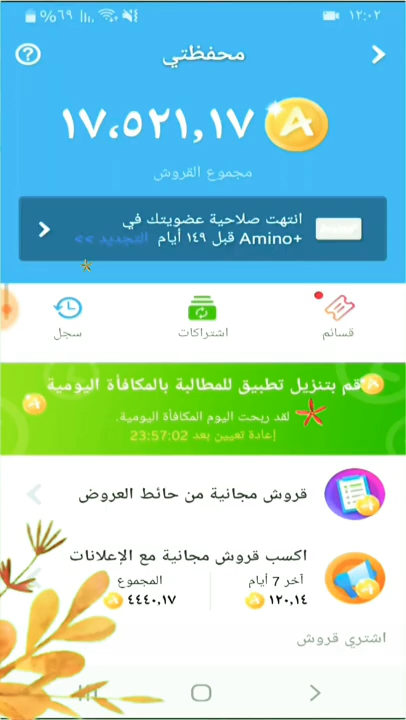 ١٢:٠٢
%٦٩
محفظتي
١٧،٥٢١,١٧
مجموع القروش
انتهت صلاحية عضويتك في
Amino+ قبل ١٤٩ أيام التجديد >>
قسائم
اشتراكات
سجل
قم بتنزيل تطبيق للمطالبة بالمكافأة اليومية
لقد ربحت اليوم المكافأة اليومية.
إعادة تعيين بعد 23:57:02
قروش مجانية من حائط العروض
اكسب قروش مجانية مع الإعلانات
آخر 7 أيام
المجموع
١٢٠,١٤
٤٤٤٠,١٧
اشتري قروش